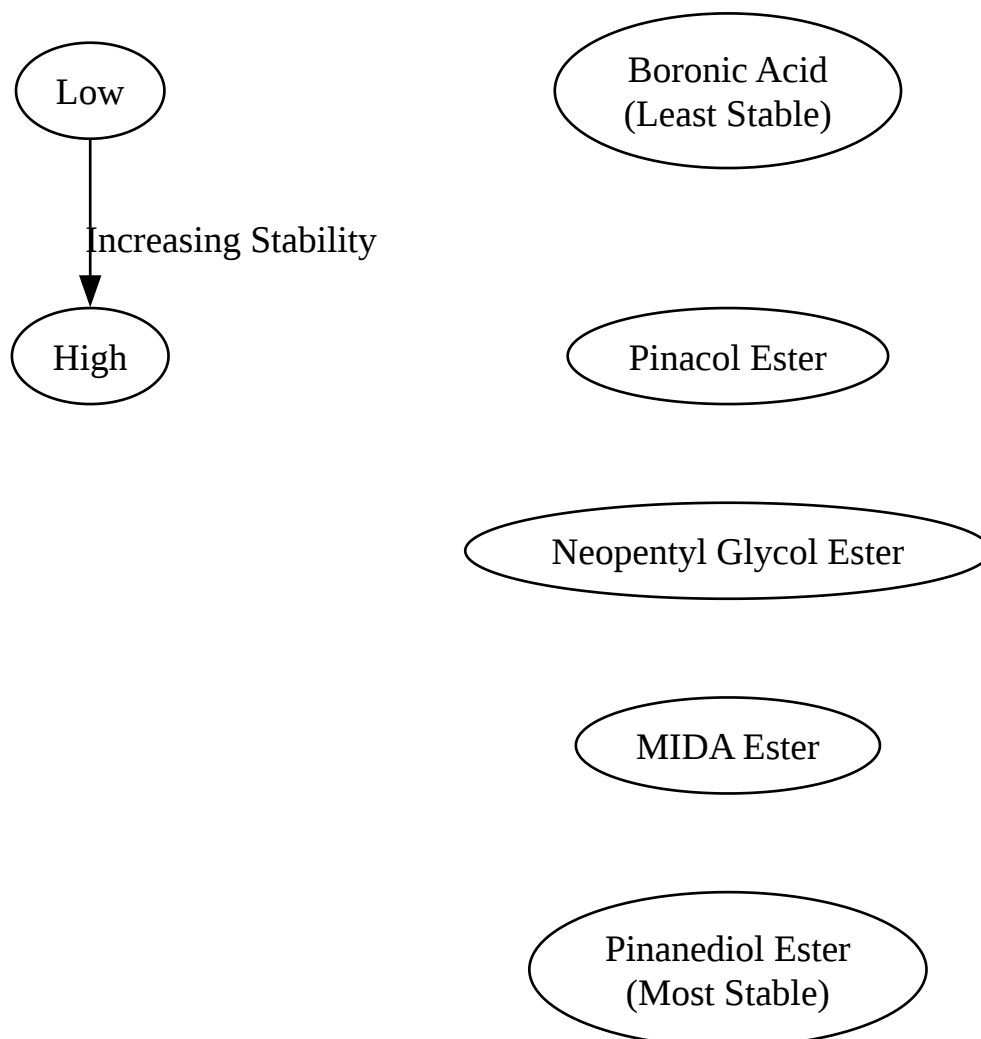 Low
Increasing Stability
High
Boronic Acid
(Least Stable)
Pinacol Ester
Neopentyl Glycol Ester
MIDA Ester
Pinanediol Ester
(Most Stable)